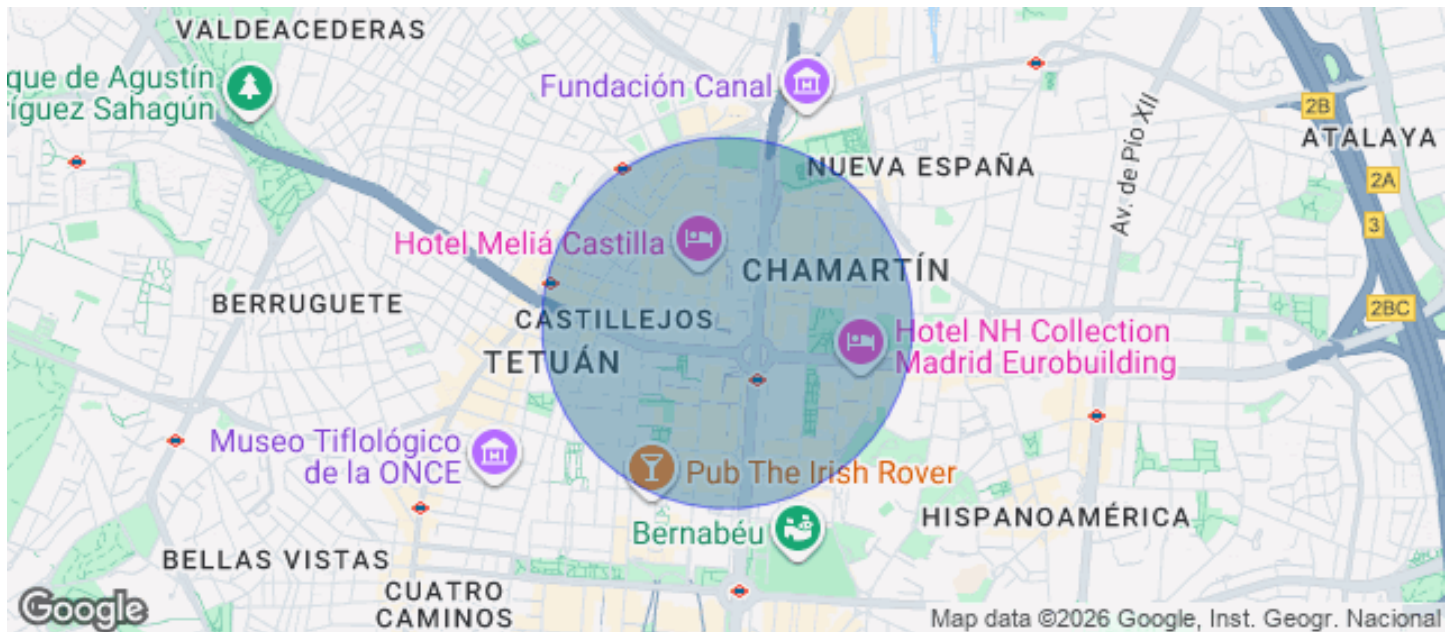 VALDEACEDERAS
que de Agustín
ríguez Sahagún
Fundación Canal
2B
ATALAYA
NUEVA ESPAÑA
Av. de Pío XII
2A
3
Hotel Meliá Castilla
CHAMARTÍN
BERRUGUETE
CASTILLEJOS
2BC
TETUÁN
Hotel NH Collection
Madrid Eurobuilding
Museo Tiflológico
de la ONCE
Pub The Irish Rover
Bernabéu
HISPANOAMÉRICA
BELLAS VISTAS
CUATRO
CAMINOS
Google
Map data ©2026 Google, Inst. Geogr. Nacional